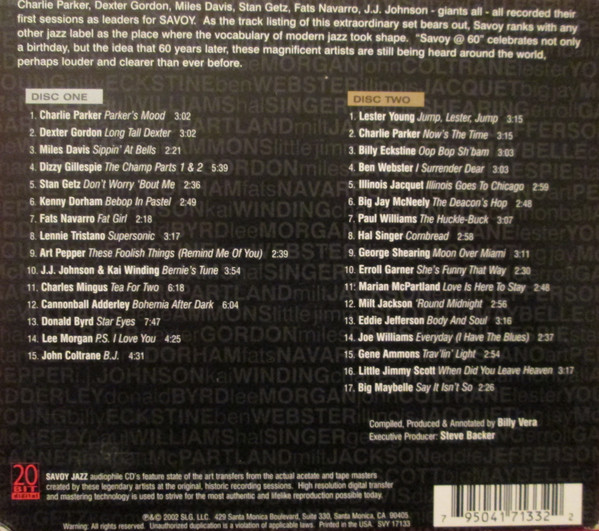 Charlie Parker, Dexter Gordon, Miles Davis, Stan Getz, Fats Navarro, J.J. Johnson - giants all - all recorded their
first sessions as leaders for SAVOY. As the track listing of this extraordinary set bears out, Savoy ranks with any
other jazz label as the place where the vocabulary of modern jazz took shape. "Savoy @ 60" celebrates not only
a birthday, but the idea that 60 years later, these magnificent artists are still being heard around the world,
perhaps louder and clearer than ever before.
DISC ONE
1. Charlie Parker Parker's Mood 3:02
2. Dexter Gordon Long Tall Dexter 3:02
3. Miles Davis Sippin' At Bells 2:21
4. Dizzy Gillespie The Champ Parts 1 & 2 5:39
5. Stan Getz Don't Worry 'Bout Me 2:36
6. Kenny Dorham Bebop In Pastel 2:49
7. Fats Navarro Fat Girl 2:18
8. Lennie Tristano Supersonic 3:17
9. Art Pepper These Foolish Things (Remind Me Of You) 2:39
10. J.J. Johnson & Kai Winding Bernie's Tune 3:54
11. Charles Mingus Tea For Two 6:18
12. Cannonball Adderley Bohemia After Dark 6:04
13. Donald Byrd Star Eyes 7:47
14. Lee Morgan P.S. I Love You 4:25
15. John Coltrane B.J. 4:31
DISC TWO
1. Lester Young Jump, Lester, Jump 3:15
2. Charlie Parker Now's The Time 3:15
3. Billy Eckstine Oop Bop Sh'bam 3:03
4. Ben Webster I Surrender Dear 3:03
5. Illinois Jacquet Illinois Goes To Chicago 2:59
6. Big Jay McNeely The Deacon's Hop 2:48
7. Paul Williams The Huckle-Buck 3:07
8. Hal Singer Cornbread 2:58
9. George Shearing Moon Over Miami 3:11
10. Erroll Garner She's Funny That Way 2:30
11. Marian McPartland Love Is Here To Stay 2:48
12. Milt Jackson 'Round Midnight 2:56
13. Eddie Jefferson Body And Soul 3:16
14. Joe Williams Everyday (I Have The Blues) 2:37
15. Gene Ammons Trav'lin' Light 2:54
16. Little Jimmy Scott When Did You Leave Heaven 3:17
17. Big Maybelle Say It Isn't So 2:26
Compiled, Produced & Annotated by Billy Vera
Executive Producer: Steve Backer
20
BIT
SAVOY JAZZ audiophile CD's feature state of the art transfers from the actual acetate and tape masters
created by these legendary artists at the original, historic recording sessions. High resolution digital transfer
and mastering technology is used to strive for the most authentic and lifelike reproduction possible today.
℗&© 2002 SLG, LLC. 429 Santa Monica Boulevard, Suite 330, Santa Monica, CA 90405.
Warning: All rights reserved. Unauthorized duplication is a violation of applicable laws. Printed in the USA. SVY 17133
7 95041 71332 2